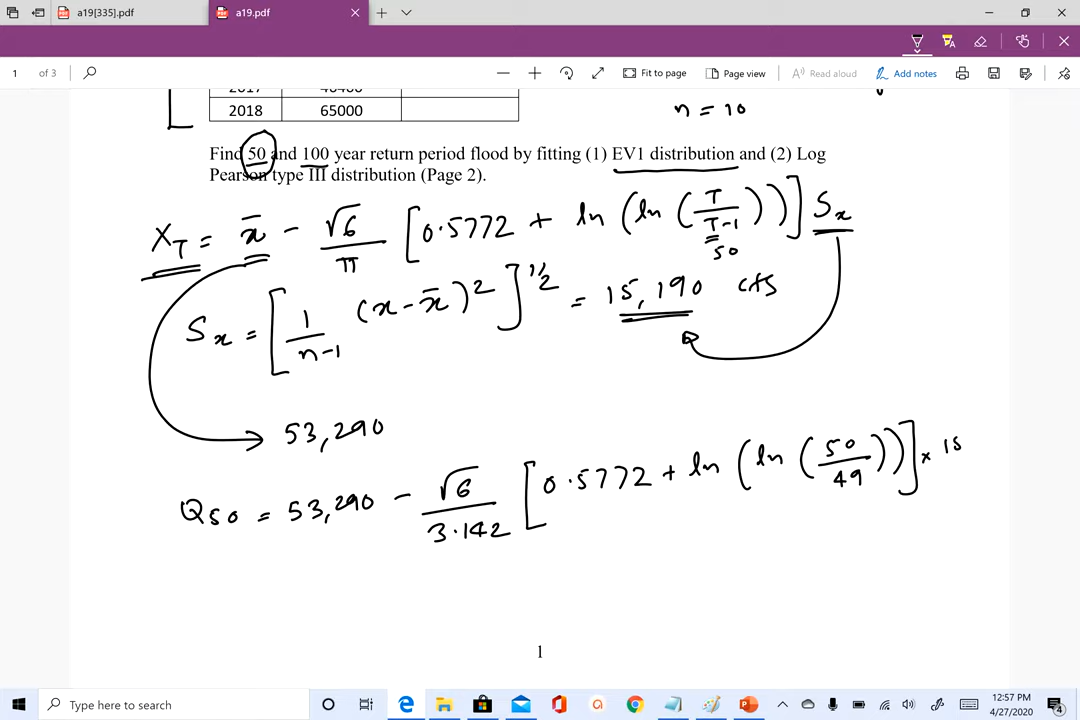 a19[335].pdf a19.pdf
1 of 3 Fit to page Page view Read aloud Add notes
2018 65000
n = 10
Find 50 and 100 year return period flood by fitting (1) EV1 distribution and (2) Log
Pearson type III distribution (Page 2).
X_T = x̄ - √6/π [0.5772 + ln (ln (T/T-1))] S_x
50
S_x = [1/n-1 (x-x̄)^2]^1/2 = 15,190 cfs
53,290
Q50 = 53,290 - √6/3.142 [0.5772 + ln (ln (50/49))] × 15
1
Type here to search
12:57 PM
4/27/2020
4